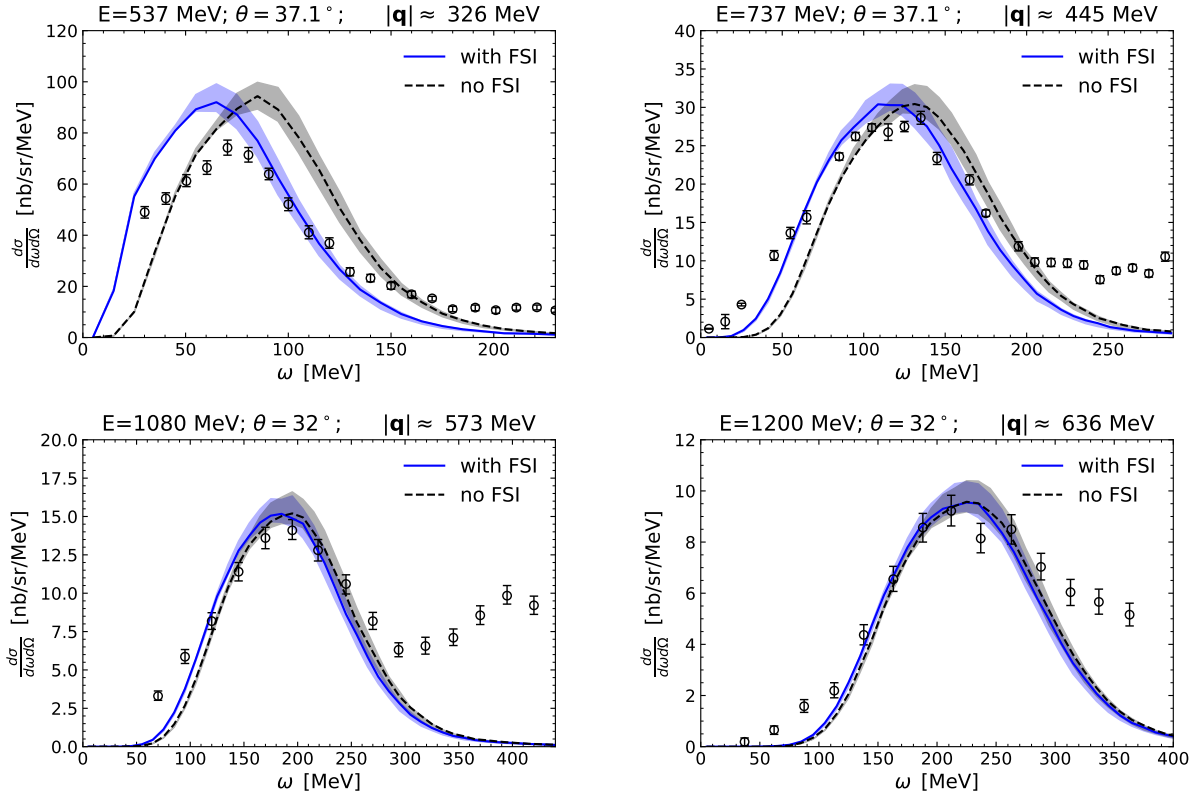 E=537 MeV; θ = 37.1°; |q| ≈ 326 MeV
120
100
80
60
40
20
0
dσ/dωdΩ [nb/sr/MeV]
with FSI
no FSI
0 50 100 150 200
ω [MeV]
E=737 MeV; θ = 37.1°; |q| ≈ 445 MeV
40
35
30
25
20
15
10
5
0
dσ/dωdΩ [nb/sr/MeV]
with FSI
no FSI
0 50 100 150 200 250
ω [MeV]
E=1080 MeV; θ = 32°; |q| ≈ 573 MeV
20.0
17.5
15.0
12.5
10.0
7.5
5.0
2.5
0.0
dσ/dωdΩ [nb/sr/MeV]
with FSI
no FSI
0 50 100 150 200 250 300 350 400
ω [MeV]
E=1200 MeV; θ = 32°; |q| ≈ 636 MeV
12
10
8
6
4
2
0
dσ/dωdΩ [nb/sr/MeV]
with FSI
no FSI
0 50 100 150 200 250 300 350 400
ω [MeV]